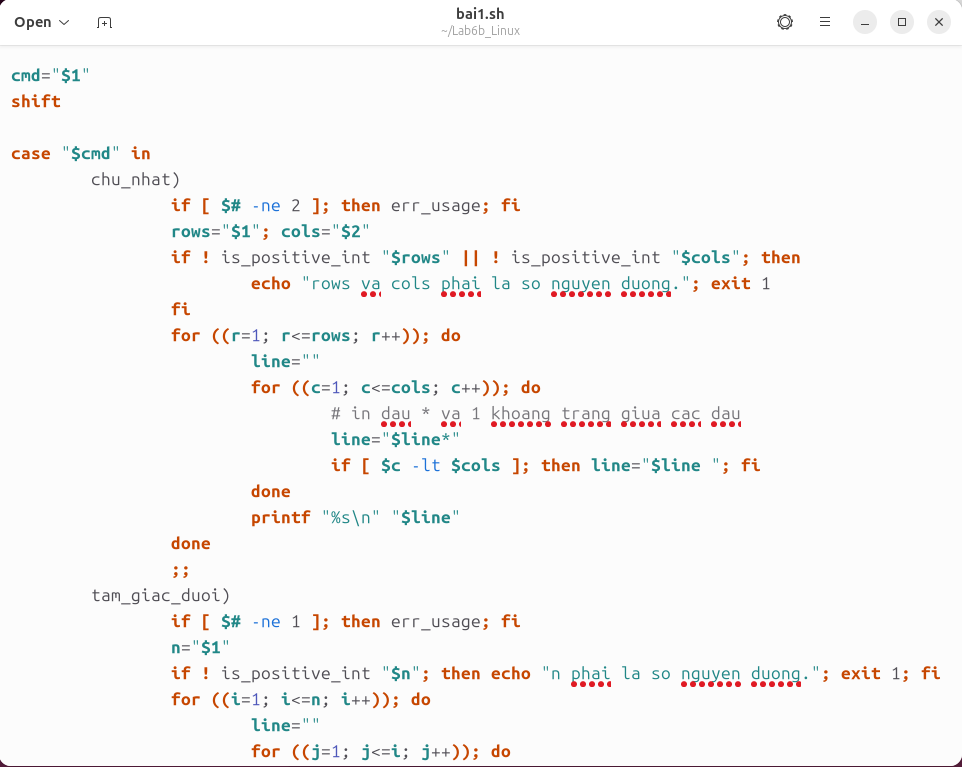 Open
bai1.sh
~/Lab6b_Linux
cmd="$1"
shift
case "$cmd" in
chu_nhat)
if [ $# -ne 2 ]; then err_usage; fi
rows="$1"; cols="$2"
if ! is_positive_int "$rows" || ! is_positive_int "$cols"; then
echo "rows va cols phai la so nguyen duong."; exit 1
fi
for ((r=1; r<=rows; r++)); do
line=""
for ((c=1; c<=cols; c++)); do
# in dau * va 1 khoang trang giua cac dau
line="$line*"
if [ $c -lt $cols ]; then line="$line "; fi
done
printf "%s\n" "$line"
done
;;
tam_giac_duoi)
if [ $# -ne 1 ]; then err_usage; fi
n="$1"
if ! is_positive_int "$n"; then echo "n phai la so nguyen duong."; exit 1; fi
for ((i=1; i<=n; i++)); do
line=""
for ((j=1; j<=i; j++)); do